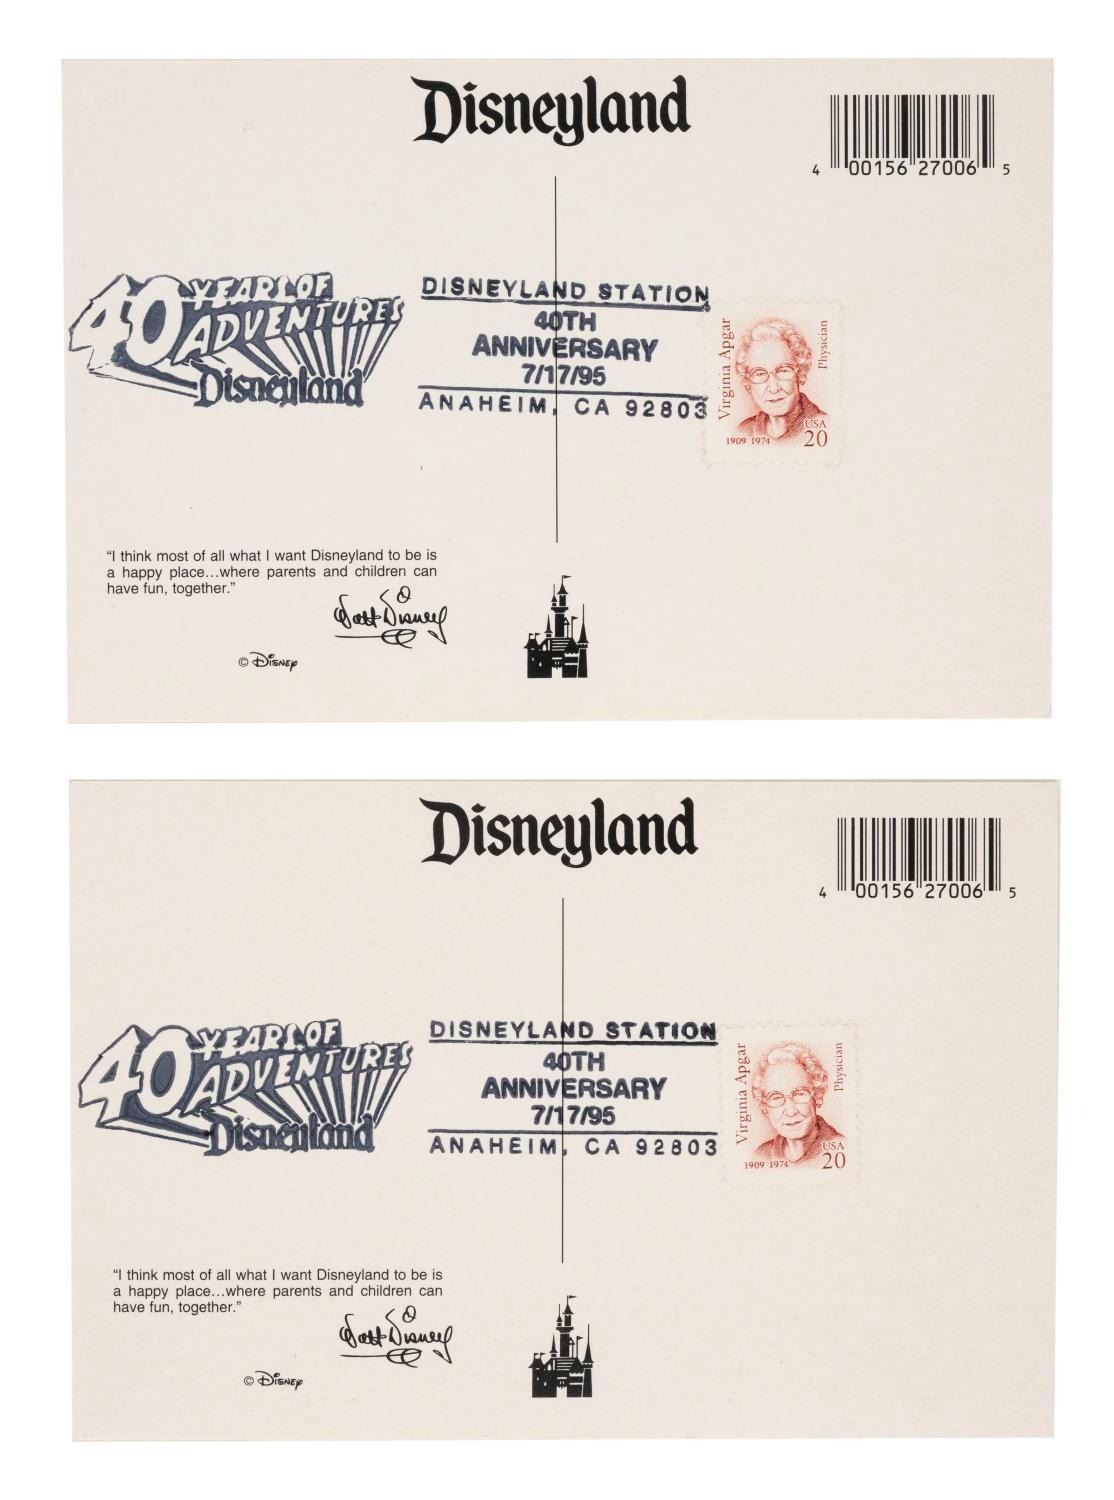 Disneyland
4 00156 27006 5
40 YEARS OF
ADVENTURES
Disneyland
DISNEYLAND STATION
40TH
ANNIVERSARY
7/17/95
ANAHEIM, CA 92803
Virginia Apgar
Physician
1909 1974
USA
20
“I think most of all what I want Disneyland to be is
a happy place...where parents and children can
have fun, together.”
Walt Disney
© Disney
Disneyland
4 00156 27006 5
40 YEARS OF
ADVENTURES
Disneyland
DISNEYLAND STATION
40TH
ANNIVERSARY
7/17/95
ANAHEIM, CA 92803
Virginia Apgar
Physician
1909 1974
USA
20
“I think most of all what I want Disneyland to be is
a happy place...where parents and children can
have fun, together.”
Walt Disney
© Disney